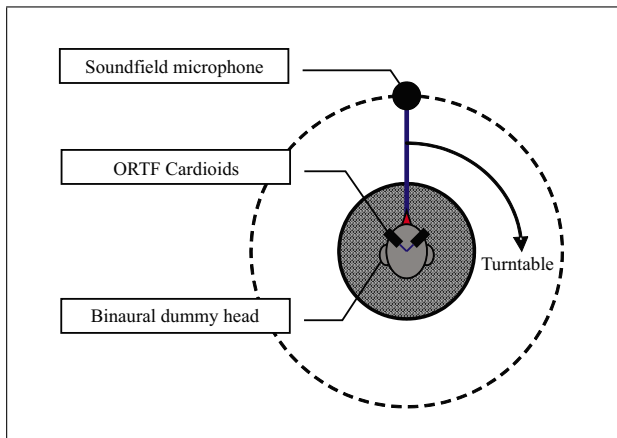 Soundfield microphone
ORTF Cardioids
Turntable
Binaural dummy head